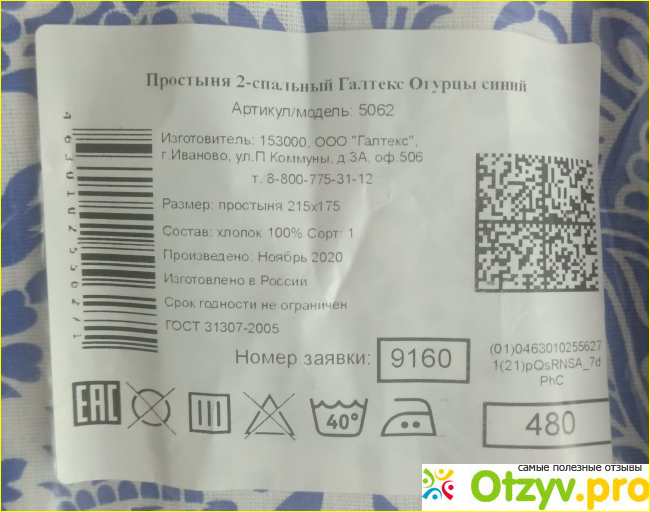 Простыня 2-спальный Галтекс Огурцы синий
Артикул/модель: 5062
Изготовитель: 153000, ООО "Галтекс",
г.Иваново, ул.П Коммуны, д.3А, оф.506
т. 8-800-775-31-12
Размер: простыня 215х175
Состав: хлопок 100% Сорт: 1
Произведено: Ноябрь 2020
Изготовлено в России
Срок годности не ограничен
ГОСТ 31307-2005
Номер заявки: 9160
(01)0463010255627
1(21)pQsRNSA_7d
PhC
EAC
40°
480
самые полезные отзывы
Otzyv.pro